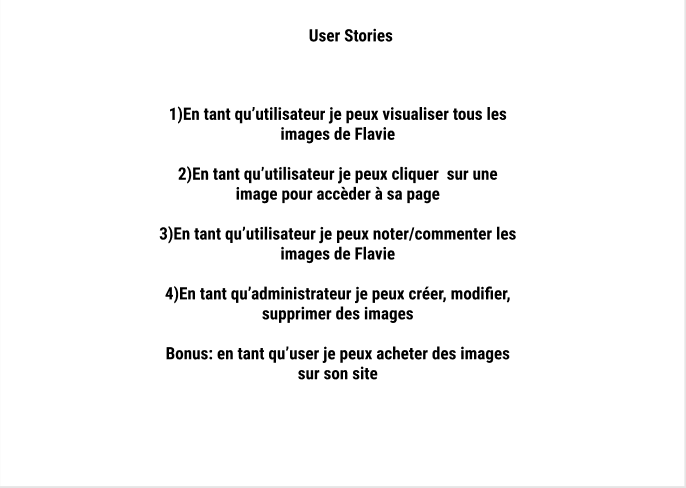 User Stories
1)En tant qu’utilisateur je peux visualiser tous les
images de Flavie
2)En tant qu’utilisateur je peux cliquer  sur une
image pour accèder à sa page
3)En tant qu’utilisateur je peux noter/commenter les
images de Flavie
4)En tant qu’administrateur je peux créer, modifier,
supprimer des images
Bonus: en tant qu’user je peux acheter des images
sur son site